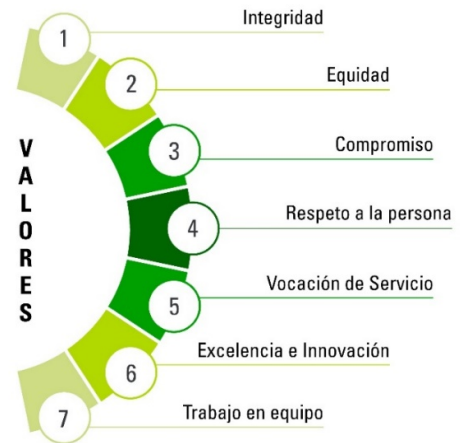 VALORES
1
Integridad
2
Equidad
3
Compromiso
4
Respeto a la persona
5
Vocación de Servicio
6
Excelencia e Innovación
7
Trabajo en equipo